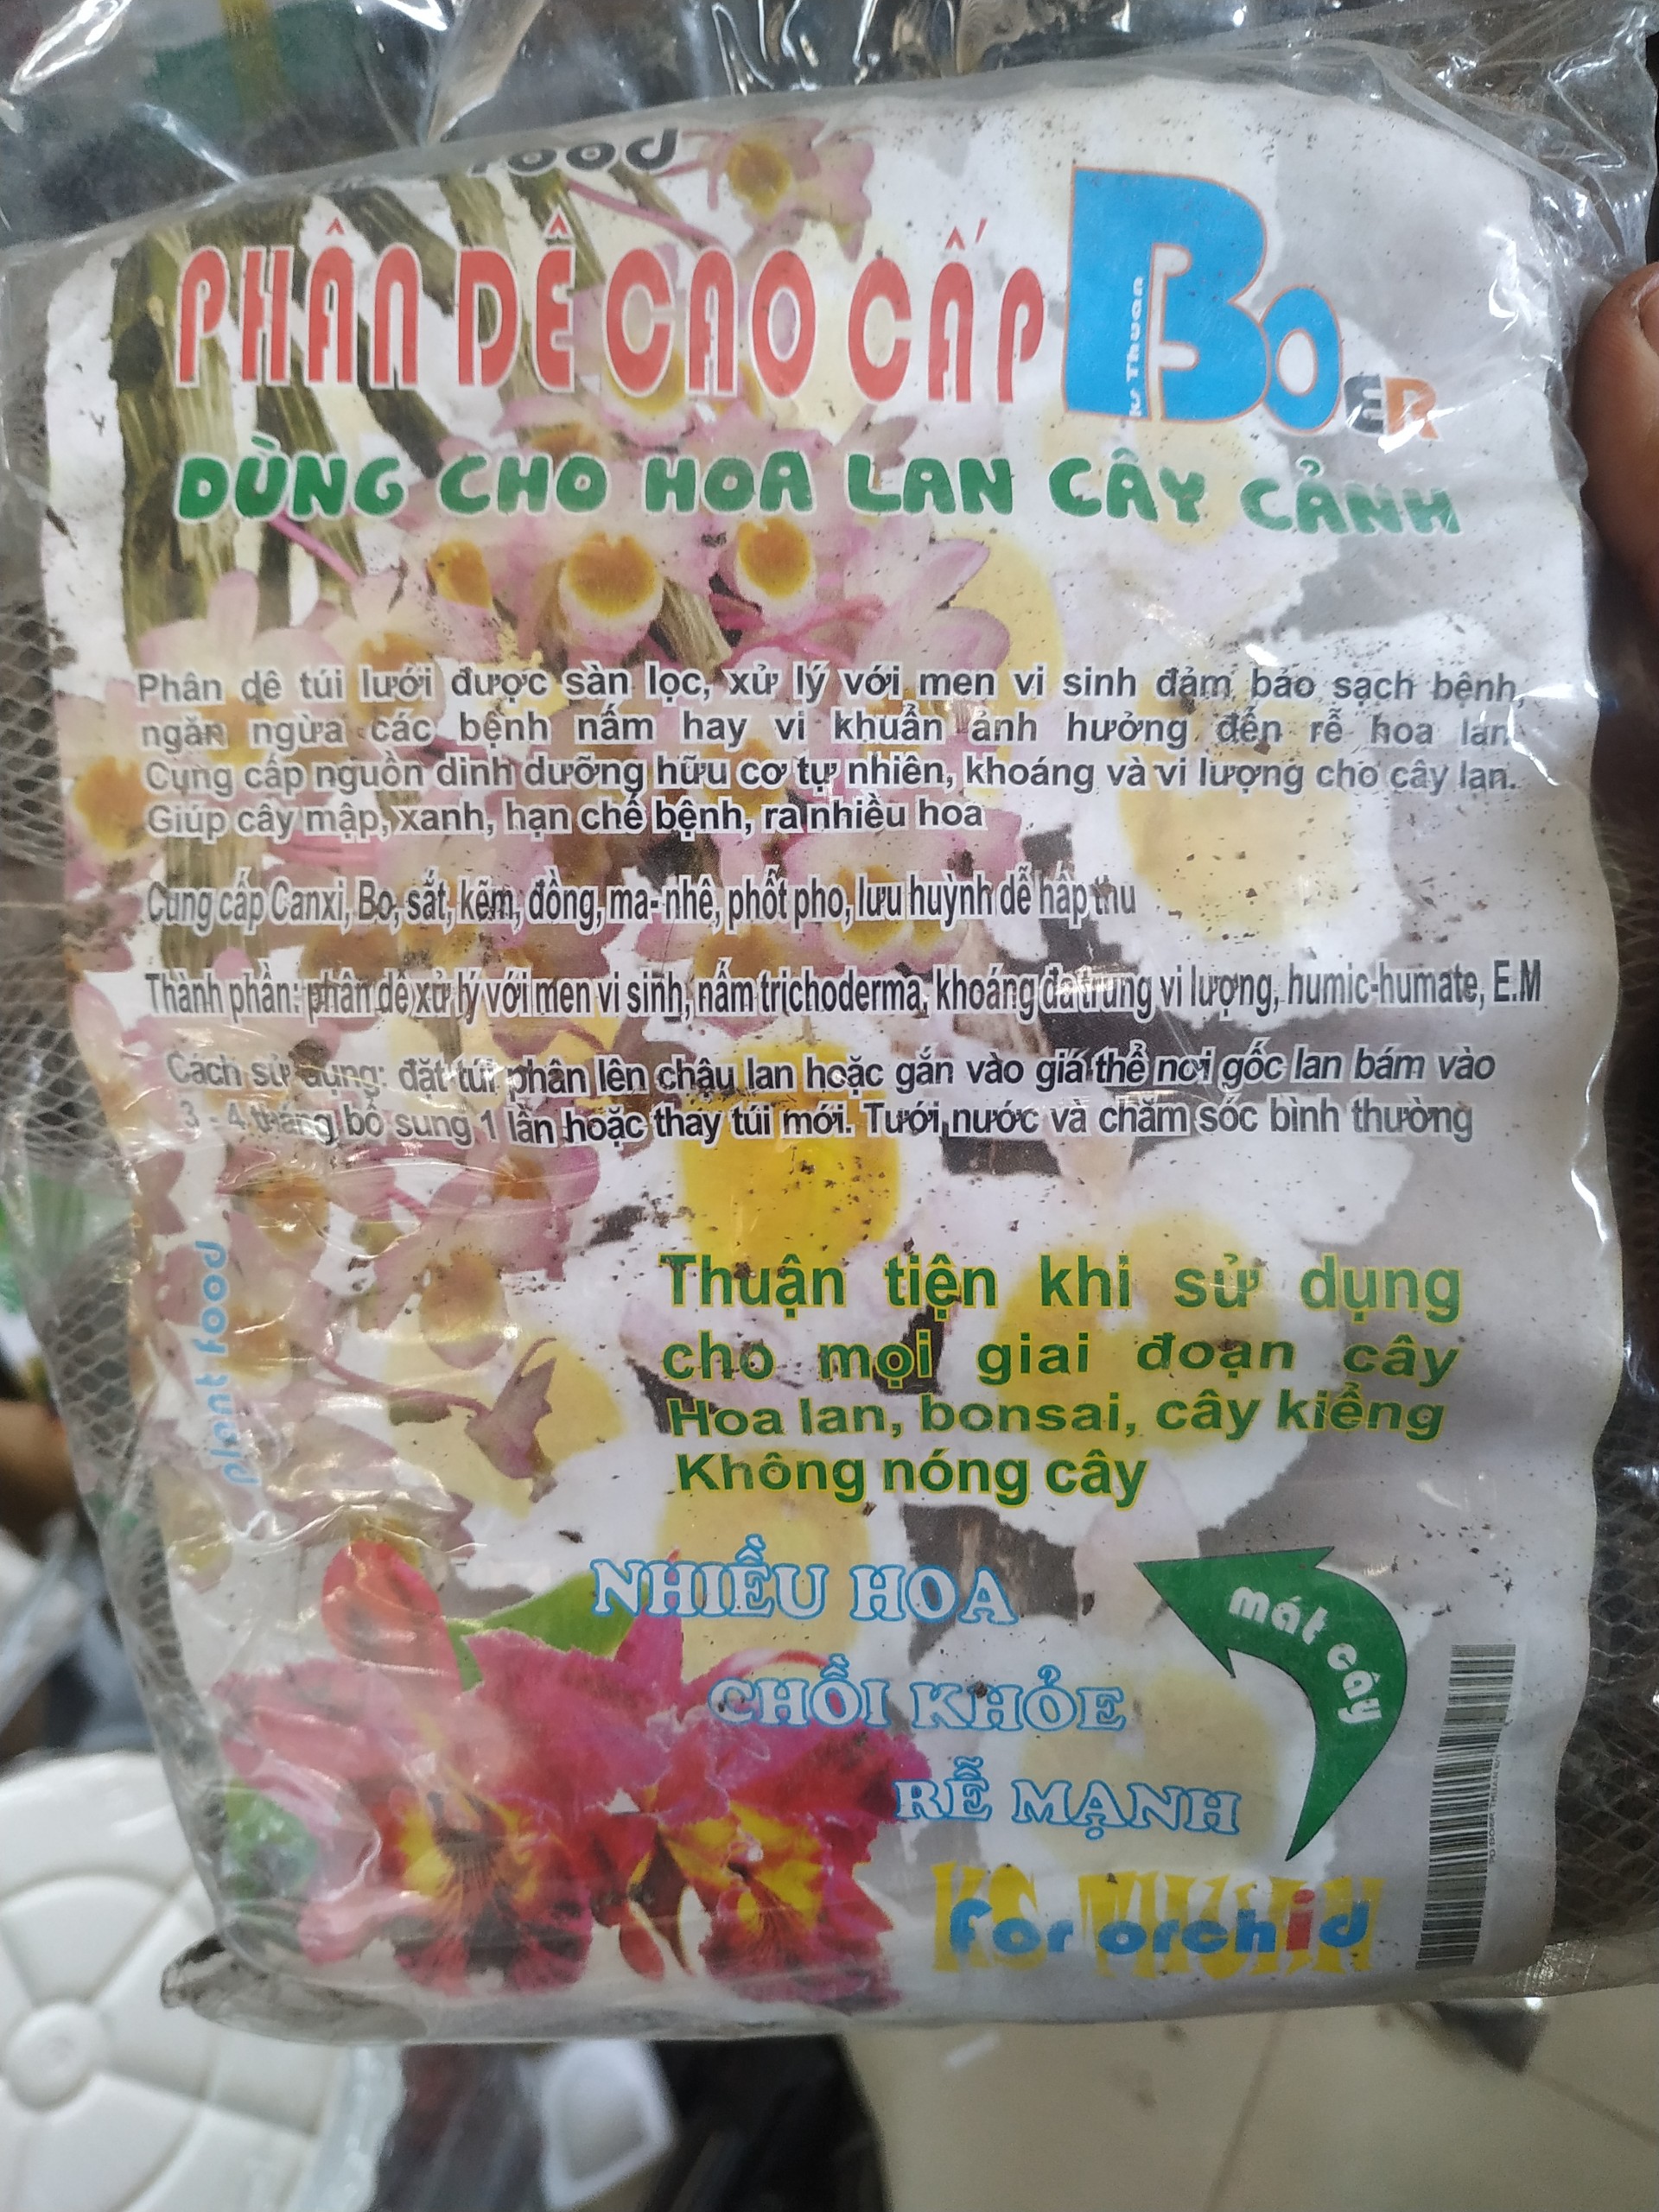 food
PHÂN DÊ CAO CẤP
BOER
Thuan
DÙNG CHO HOA LAN CÂY CẢNH
Phân dê túi lưới được sàn lọc, xử lý với men vi sinh đảm bảo sạch bệnh,
ngăn ngừa các bệnh nấm hay vi khuẩn ảnh hưởng đến rễ hoa lan
Cung cấp nguồn dinh dưỡng hữu cơ tự nhiên, khoáng và vi lượng cho cây lan.
Giúp cây mập, xanh, hạn chế bệnh, ra nhiều hoa
Cung cấp Canxi, Bo, sắt, kẽm, đồng, ma- nhê, phốt pho, lưu huỳnh dễ hấp thu
Thành phần: phân dê xử lý với men vi sinh, nấm trichoderma, khoáng đa trung vi lượng, humic-humate, E.M
Cách sử dụng: đặt túi phân lên chậu lan hoặc gắn vào giá thể nơi gốc lan bám vào
3 - 4 tháng bổ sung 1 lần hoặc thay túi mới. Tưới nước và chăm sóc bình thường
plant food
Thuận tiện khi sử dụng
cho mọi giai đoạn cây
Hoa lan, bonsai, cây kiểng
Không nóng cây
NHIỀU HOA
CHỒI KHỎE
RỄ MẠNH
mát cây
KS THUAN
For orchid